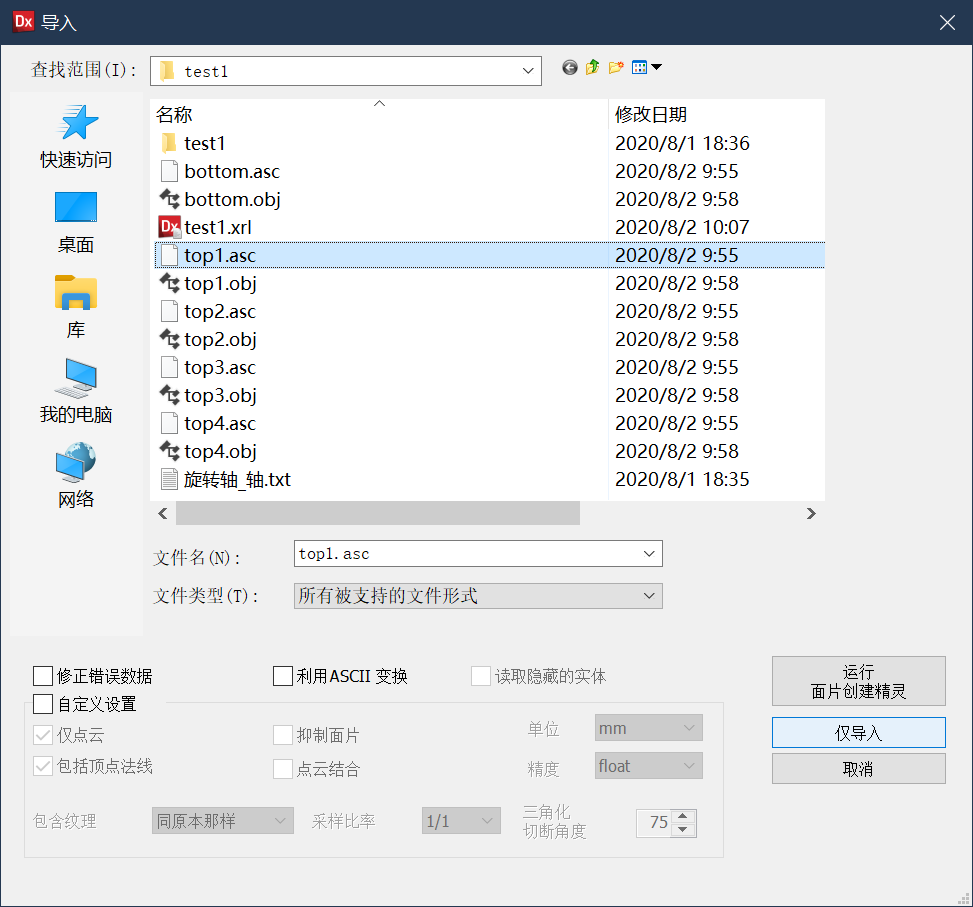 Dx 导入
查找范围(I): test1
快速访问
桌面
库
我的电脑
网络
名称 修改日期
test1 2020/8/1 18:36
bottom.asc 2020/8/2 9:55
bottom.obj 2020/8/2 9:58
Dx test1.xrl 2020/8/2 10:07
top1.asc 2020/8/2 9:55
top1.obj 2020/8/2 9:58
top2.asc 2020/8/2 9:55
top2.obj 2020/8/2 9:58
top3.asc 2020/8/2 9:55
top3.obj 2020/8/2 9:58
top4.asc 2020/8/2 9:55
top4.obj 2020/8/2 9:58
旋转轴_轴.txt 2020/8/1 18:35
文件名(N): top1.asc
文件类型(T): 所有被支持的文件形式
修正错误数据 利用ASCII 变换 读取隐藏的实体
自定义设置
仅点云 抑制面片 单位 mm
包括顶点法线 点云结合 精度 float
包含纹理 同原本那样 采样比率 1/1 三角化
切断角度 75
运行
面片创建精灵
仅导入
取消